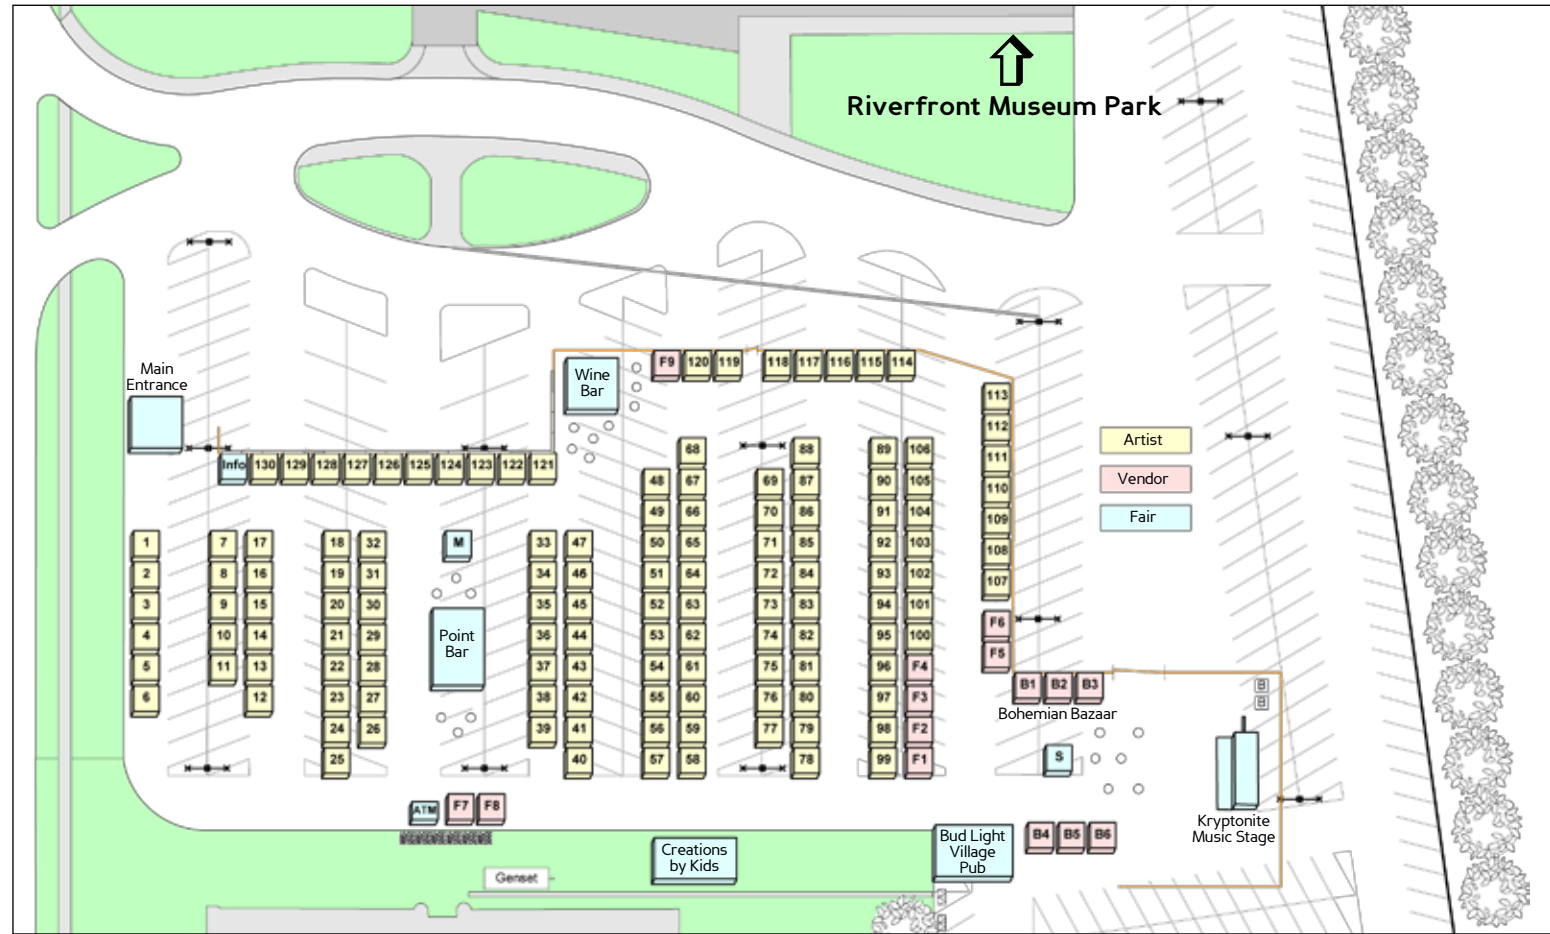 Riverfront Museum Park
Main
Entrance
Wine
Bar
F9 120 119 118 117 116 115 114
113
112
111
110
109
108
107
F6
F5
Artist
Vendor
Fair
Info 130 129 128 127 126 125 124 123 122 121
1
2
3
4
5
6
7 17
8 16
9 15
10 14
11 13
12
18 32
19 31
20 30
21 29
22 28
23 27
24 26
25
M
Point
Bar
33 47
34 46
35 45
36 44
37 43
38 42
39 41
40
68
48 67
49 66
50 65
51 64
52 63
53 62
54 61
55 60
56 59
57 58
88
69 87
70 86
71 85
72 84
73 83
74 82
75 81
76 80
77 79
78
89 106
90 105
91 104
92 103
93 102
94 101
95 100
96 F4
97 F3
98 F2
99 F1
B1 B2 B3
Bohemian Bazaar
S
B
B
Kryptonite
Music Stage
ATM F7 F8
Creations
by Kids
Bud Light
Village
Pub
B4 B5 B6
Genset